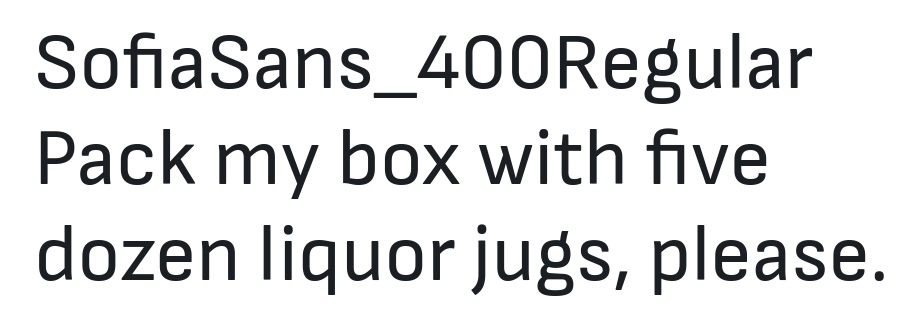 SofiaSans_400Regular
Pack my box with five
dozen liquor jugs, please.